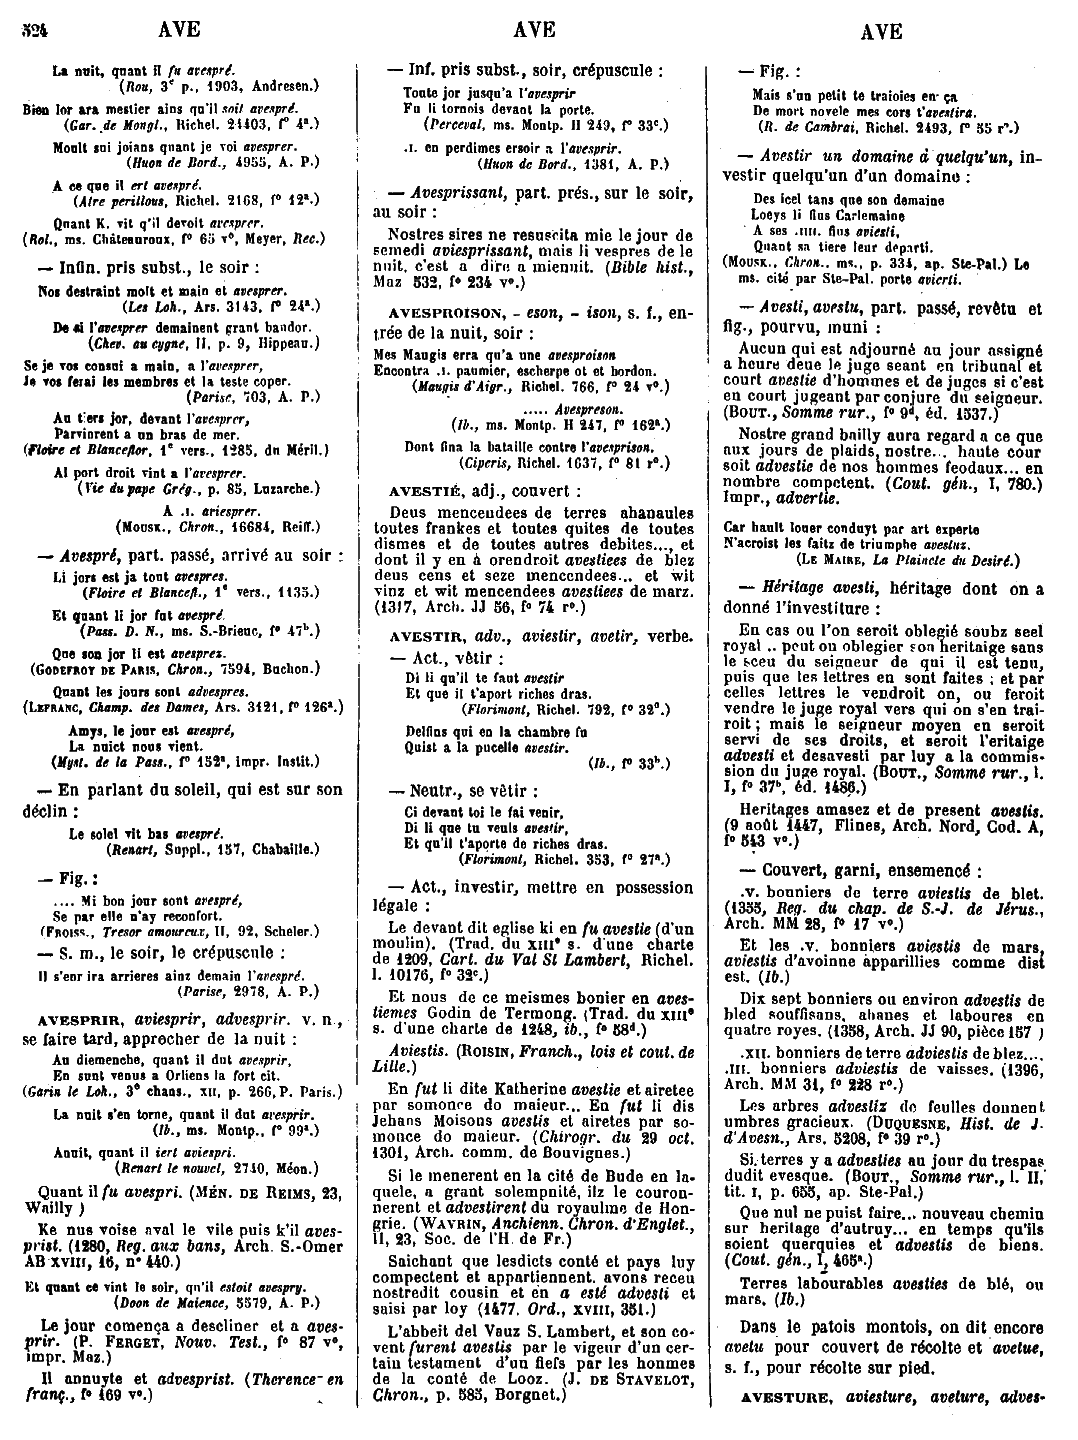 524 AVE AVE AVE
La nuit, quant il fu avespré.
(Rou, 3e p., 1903, Andresen.)
Bien lor ara mestier ains qu'il soit avespré.
(Gar. de Mongl., Richel. 24403, f° 4a.)
Moult sui joians quant je voi avesprer.
(Huon de Bord., 4955, A. P.)
A ce que il ert avespré.
(Atre perillous, Richel. 2168, f° 12a.)
Quant K. vit q'il devoit avesprer.
(Rol., ms. Châteauroux, f° 65 v°, Meyer, Rec.)
— Infin. pris subst., le soir :
Nos destraint molt et main et avesprer.
(Les Loh., Ars. 3143, f° 24a.)
De si l'avesprer demainent grant baudor.
(Chev. au cygne, II, p. 9, Hippeau.)
Se je vos consui a main, a l'avesprer,
Je vos ferai les membres et la teste coper.
(Parise, 703, A. P.)
Au tiers jor, devant l'avesprer,
Parvinrent a un bras de mer.
(Floire et Blanceflor, 1e vers., 1285, du Méril.)
Al port droit vint a l'avesprer.
(Vie du pape Grég., p. 85, Luzarche.)
A .I. ariesprer.
(Mousk., Chron., 16684, Reiff.)
— Avespré, part. passé, arrivé au soir :
Li jors est ja tout avespres.
(Floire et Blancefl., 1e vers., 1135.)
Et quant li jor fut avespré.
(Pass. D. N., ms. S.-Brieuc, f° 47b.)
Que son jor li est avesprez.
(Godefroy de Paris, Chron., 7594, Buchon.)
Quant les jours sont advespres.
(Lefranc, Champ. des Dames, Ars. 3121, f° 126a.)
Amys, le jour est avespré,
La nuict nous vient.
(Myst. de la Pass., f° 152a, impr. Instit.)
— En parlant du soleil, qui est sur son
déclin :
Le solel vit bas avespré.
(Renart, Suppl., 157, Chabaille.)
— Fig. :
.... Mi bon jour sont avespré,
Se par elle n'ay reconfort.
(Froiss., Tresor amoureux, II, 92, Scheler.)
— S. m., le soir, le crépuscule :
Il s'enr ira arrieres ainz demain l'avespré.
(Parise, 2978, A. P.)
AVESPRIR, aviesprir, advesprir. v. n.,
se faire tard, approcher de la nuit :
Au diemenche, quant il dut avesprir,
En sunt venus a Orliens la fort cit.
(Garin le Loh., 3e chans., XII, p. 266, P. Paris.)
La nuit s'en torne, quant il dut avesprir.
(Ib., ms. Montp., f° 99a.)
Anuit, quant il iert aviespri.
(Renart le nouvel, 2740, Méon.)
Quant il fu avespri. (Mén. de Reims, 23,
Wailly )
Ke nus voise aval le vile puis k'il aves-
prist. (1280, Reg. aux bans, Arch. S.-Omer
AB XVIII, 16, n° 440.)
Et quant ce vint le soir, qu'il estoit avespry.
(Doon de Maience, 5579, A. P.)
Le jour comença a descliner et a aves-
prir. (P. Ferget, Nouv. Test., f° 87 v°,
impr. Maz.)
Il annuyte et advesprist. (Therence en
franç., f° 169 v°.)
— Inf. pris subst., soir, crépuscule :
Toute jor jusqu'a l'avesprir
Fu li tornois devant la porte.
(Perceval, ms. Montp. H 249, f° 33c.)
.I. en perdimes ersoir a l'avesprir.
(Huon de Bord., 1381, A. P.)
— Avesprissant, part. prés., sur le soir,
au soir :
Nostres sires ne resuscita mie le jour de
semedi aviesprissant, mais li vespres de le
nuit, c'est a dire a mienuit. (Bible hist.,
Maz 532, f° 234 v°.)
AVESPROISON, - eson, - ison, s. f., en-
trée de la nuit, soir :
Mes Maugis erra qu'a une avesproison
Encontra .I. paumier, escherpe ot et bordon.
(Maugis d'Aigr., Richel. 766, f° 24 v°.)
..... Avespreson.
(Ib., ms. Montp. H 247, f° 162a.)
Dont fina la bataille contre l'avesprison.
(Ciperis, Richel. 1637, f° 81 r°.)
AVESTIÉ, adj., couvert :
Deus menceudees de terres ahanaules
toutes frankes et toutes quites de toutes
dismes et de toutes autres debites..., et
dont il y en à orendroit avestiees de blez
deus cens et seze mencendees... et wit
vinz et wit mencendees avestiees de marz.
(1317, Arch. JJ 56, f° 74 r°.)
AVESTIR, adv., aviestir, avetir, verbe.
— Act., vêtir :
Di li qu'il te faut avestir
Et que il t'aport riches dras.
(Florimont, Richel. 792, f° 32c.)
Delfins qui en la chambre fu
Quist a la pucelle avestir.
(Ib., f° 33b.)
— Neutr., se vêtir :
Ci devant toi le fai venir,
Di li que tu veuls avestir,
Et qu'il t'aporte de riches dras.
(Florimont, Richel. 353, f° 27a.)
— Act., investir, mettre en possession
légale :
Le devant dit eglise ki en fu avestie (d'un
moulin). (Trad. du XIIIe s. d'une charte
de 1209, Cart. du Val St Lambert, Richel.
l. 10176, f° 32c.)
Et nous de ce meismes bonier en aves-
tiemes Godin de Termong. (Trad. du XIIIe
s. d'une charte de 1248, ib., f° 58d.)
Aviestis. (Roisin, Franch., lois et cout. de
Lille.)
En fut li dite Katherine avestie et airetee
par somonce do maieur... En fut li dis
Jehans Moisons avestis et airetes par so-
monce do maieur. (Chirogr. du 29 oct.
1301, Arch. comm. de Bouvignes.)
Si le menerent en la cité de Bude en la-
quele, a grant solempnité, ilz le couron-
nerent et advestirent du royaulme de Hon-
grie. (Wavrin, Anchienn. Chron. d'Englet.,
II, 23, Soc. de l'H. de Fr.)
Saichant que lesdicts conté et pays luy
compectent et appartiennent, avons receu
nostredit cousin et en a esté advesti et
saisi par loy (1477, Ord., XVIII, 351.)
L'abbeit del Vauz S. Lambert, et son co-
vent furent avestis par le vigeur d'un cer-
tain testament d'un fiefs par les hommes
de la conté de Looz. (J. de Stavelot,
Chron., p. 585, Borgnet.)
— Fig. :
Mais s'un petit te traioies en ça
De mort novele mes cors t'avestira.
(R. de Cambrai, Richel. 2493, f° 55 r°.)
— Avestir un domaine à quelqu'un, in-
vestir quelqu'un d'un domaine :
Des icel tans que son demaine
Loeys li fius Carlemaine
A ses .IIII. fius aviesti,
Quant sa tiere leur departi.
(Mousk., Chron., ms., p. 334, ap. Ste-Pal.) Le
ms. cité par Ste-Pal. porte avierti.
— Avesti, avestu, part. passé, revêtu et
fig., pourvu, muni :
Aucun qui est adjourné au jour assigné
a heure deue le juge seant en tribunal et
court avestie d'hommes et de juges si c'est
en court jugeant par conjure du seigneur.
(Bout., Somme rur., f° 9d, éd. 1537.)
Nostre grand bailly aura regard a ce que
aux jours de plaids, nostre... haute cour
soit advestie de nos hommes feodaux... en
nombre competent. (Cout. gén., I, 780.)
Impr., advertie.
Car hault louer conduyt par art experte
N'acroist les faitz de triumphe avestuz.
(Le Maire, La Plaincte du Desiré.)
— Héritage avesti, héritage dont on a
donné l'investiture :
En cas ou l'on seroit oblegié soubz seel
royal .. peut ou oblegier son heritaige sans
le sceu du seigneur de qui il est tenu,
puis que les lettres en sont faites ; et par
celles lettres le vendroit on, ou feroit
vendre le juge royal vers qui on s'en trai-
roit ; mais le seigneur moyen en seroit
servi de ses droits, et seroit l'eritaige
advesti et desavesti par luy a la commis-
sion du juge royal. (Bout., Somme rur., l.
I, f° 37b, éd. 1486.)
Heritages amasez et de present avestis.
(9 août 1447, Flines, Arch. Nord, Cod. A,
f° 543 v°.)
— Couvert, garni, ensemencé :
.V. bonniers de terre aviestis de blet.
(1355, Reg. du chap. de S.-J. de Jérus.,
Arch. MM 28, f° 17 v°.)
Et les .V. bonniers aviestis de mars,
aviestis d'avoinne apparillies comme dist
est. (Ib.)
Dix sept bonniers ou environ advestis de
bled souffisans, ahanes et laboures en
quatre royes. (1358, Arch. JJ 90, pièce 157 )
.XII. bonniers de terre adviestis de blez....
.III. bonniers adviestis de vaisses. (1396,
Arch. MM 31, f° 228 r°.)
Les arbres advestiz de feulles donnent
umbres gracieux. (Duquesne, Hist. de J.
d'Avesn., Ars. 5208, f° 39 r°.)
Si terres y a advesties au jour du trespas
dudit evesque. (Bout., Somme rur., l. II,
tit. I, p. 655, ap. Ste-Pal.)
Que nul ne puist faire... nouveau chemin
sur heritage d'autruy... en temps qu'ils
soient querquies et advestis de biens.
(Cout. gén., I, 465a.)
Terres labourables avesties de blé, ou
mars. (Ib.)
Dans le patois montois, on dit encore
avetu pour couvert de récolte et avetue,
s. f., pour récolte sur pied.
AVESTURE, aviesture, aveture, adves-